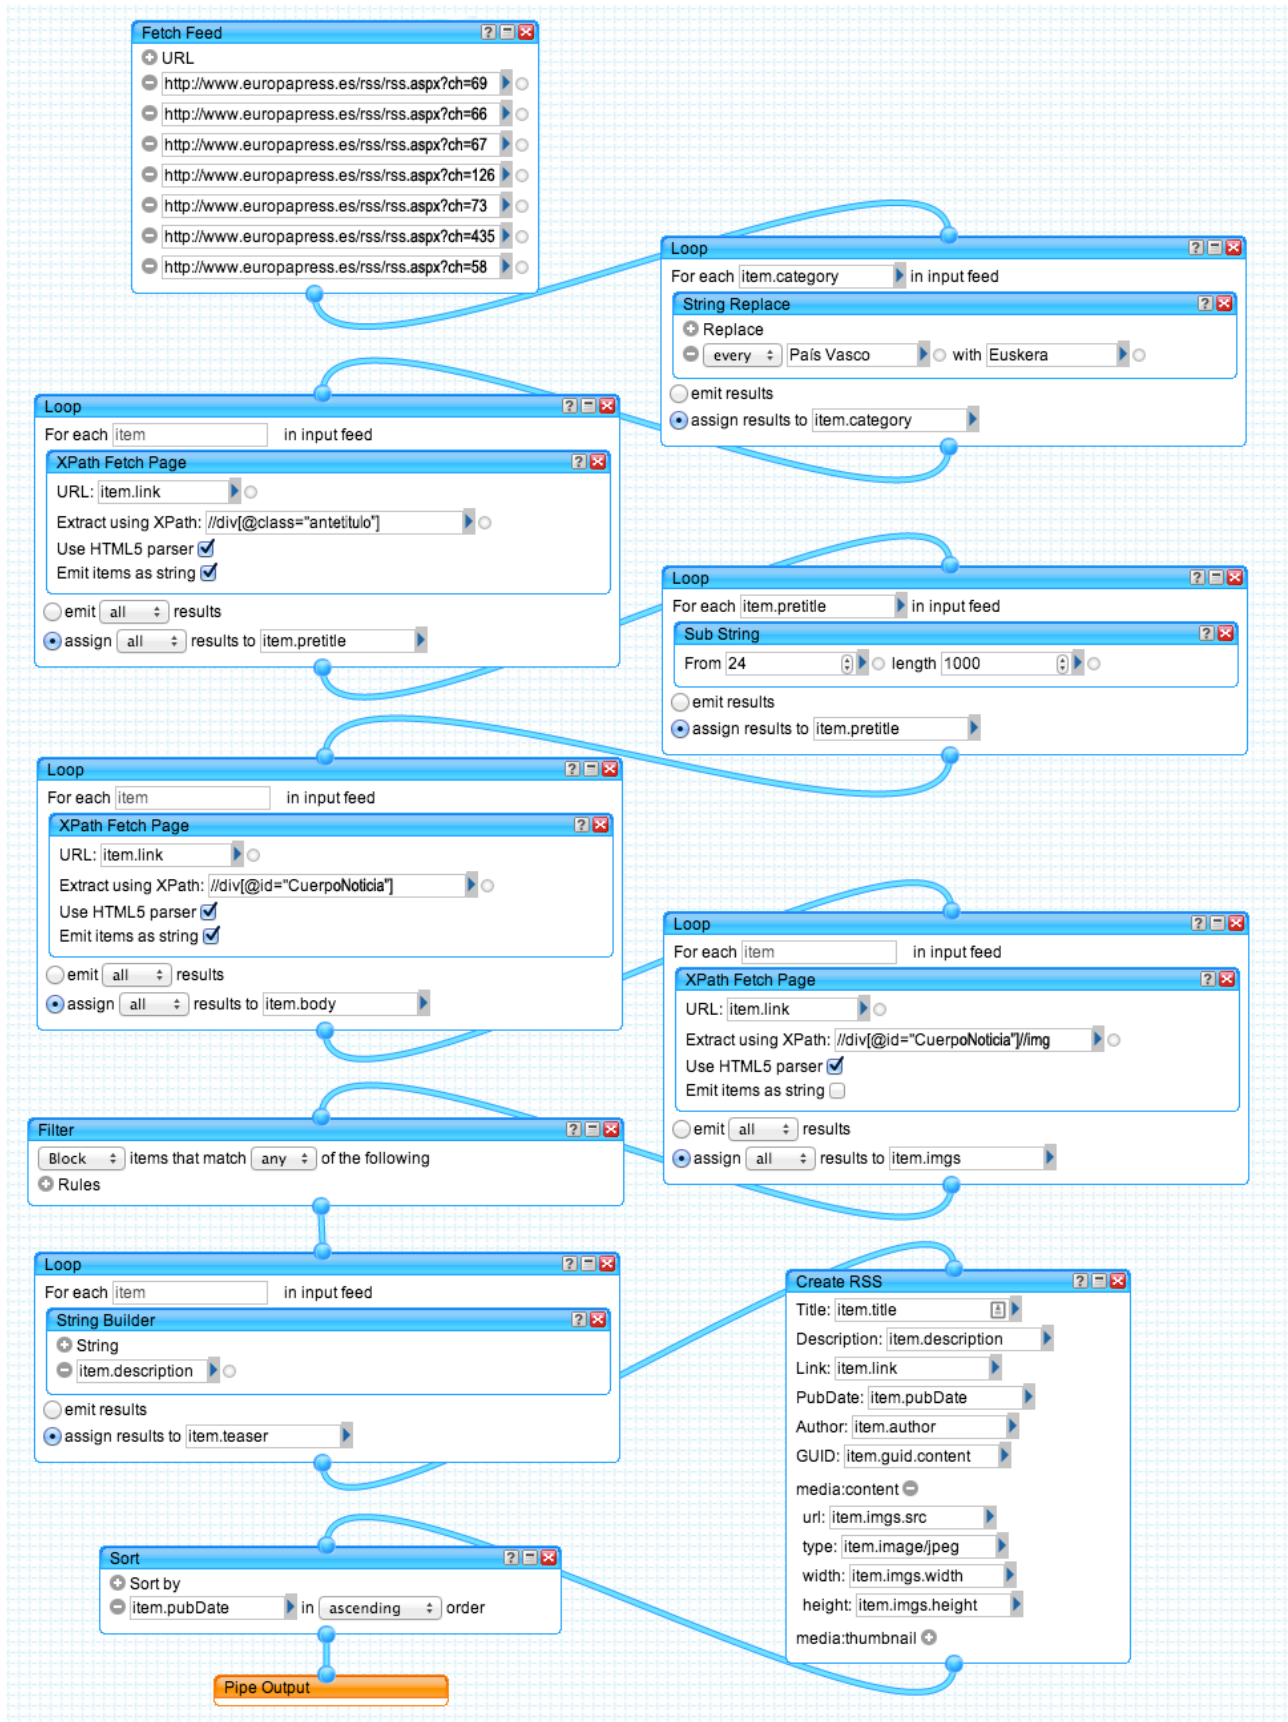 Fetch Feed
URL
http://www.europapress.es/rss/rss.aspx?ch=69
http://www.europapress.es/rss/rss.aspx?ch=66
http://www.europapress.es/rss/rss.aspx?ch=67
http://www.europapress.es/rss/rss.aspx?ch=126
http://www.europapress.es/rss/rss.aspx?ch=73
http://www.europapress.es/rss/rss.aspx?ch=435
http://www.europapress.es/rss/rss.aspx?ch=58
Loop
For each item.category in input feed
String Replace
Replace
every País Vasco with Euskera
emit results
assign results to item.category
Loop
For each item in input feed
XPath Fetch Page
URL: item.link
Extract using XPath: //div[@class="antetitulo"]
Use HTML5 parser
Emit items as string
emit all results
assign all results to item.pretitle
Loop
For each item.pretitle in input feed
Sub String
From 24 length 1000
emit results
assign results to item.pretitle
Loop
For each item in input feed
XPath Fetch Page
URL: item.link
Extract using XPath: //div[@id="CuerpoNoticia"]
Use HTML5 parser
Emit items as string
emit all results
assign all results to item.body
Loop
For each item in input feed
XPath Fetch Page
URL: item.link
Extract using XPath: //div[@id="CuerpoNoticia"]//img
Use HTML5 parser
Emit items as string
emit all results
assign all results to item.imgs
Filter
Block items that match any of the following
Rules
Loop
For each item in input feed
String Builder
String
item.description
emit results
assign results to item.teaser
Create RSS
Title: item.title
Description: item.description
Link: item.link
PubDate: item.pubDate
Author: item.author
GUID: item.guid.content
media:content
url: item.imgs.src
type: item.image/jpeg
width: item.imgs.width
height: item.imgs.height
media:thumbnail
Sort
Sort by
item.pubDate in ascending order
Pipe Output